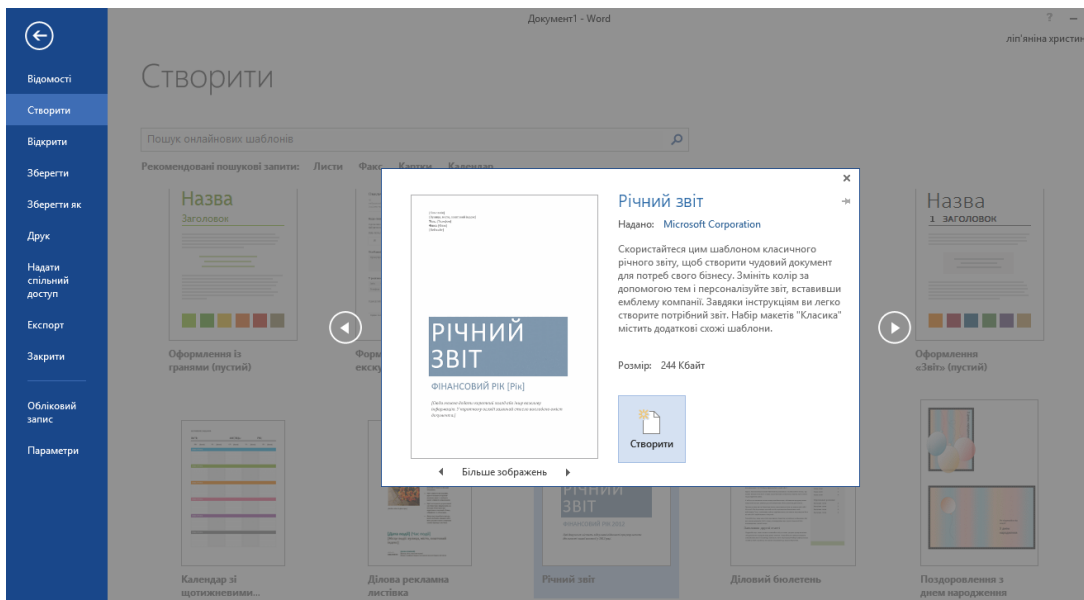 Документ1 - Word
?
ліп'яніна христин
Відомості
Створити
Відкрити
Зберегти
Зберегти як
Друк
Надати
спільний
доступ
Експорт
Закрити
Обліковий
запис
Параметри
Створити
Пошук онлайнових шаблонів
Рекомендовані пошукові запити: Листи Факс Картки Календар
Назва
Заголовок
Оформлення із
гранями (пустий)
Форм
екску
Річний звіт
Надано: Microsoft Corporation
Скористайтеся цим шаблоном класичного
річного звіту, щоб створити чудовий документ
для потреб свого бізнесу. Змініть колір за
допомогою тем і персоналізуйте звіт, вставивши
емблему компанії. Завдяки інструкціям ви легко
створите потрібний звіт. Набір макетів "Класика"
містить додаткові схожі шаблони.
Розмір: 244 Кбайт
Створити
РІЧНИЙ
ЗВІТ
ФІНАНСОВИЙ РІК [Рік]
Більше зображень
Назва
1 ЗАГОЛОВОК
Оформлення
«Звіт» (пустий)
Календар зі
щотижневими...
Ділова рекламна
листівка
РІЧНИЙ
ЗВІТ
Річний звіт
Діловий бюлетень
Поздоровлення з
днем народження